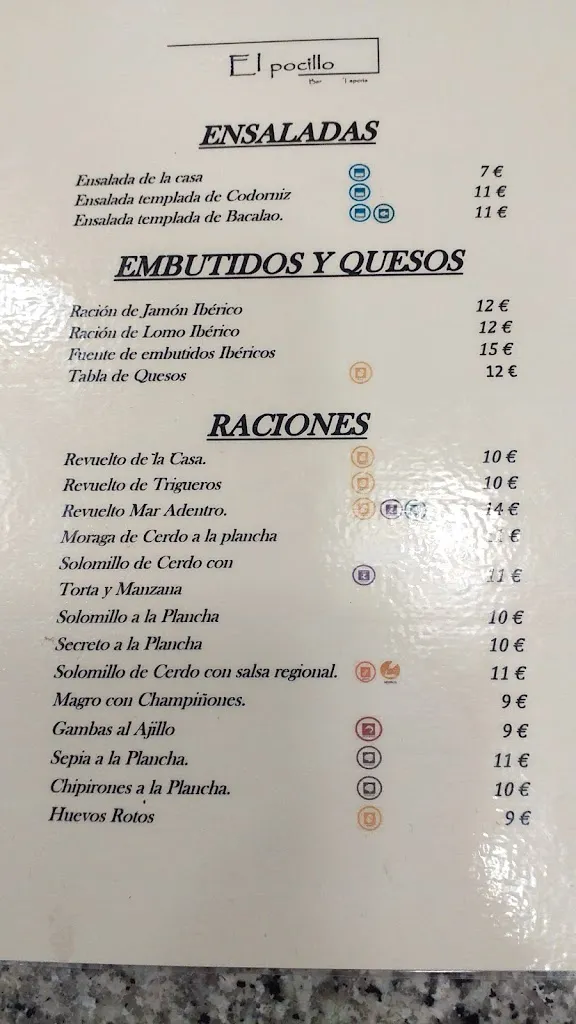 El pocillo
Bar Tapería
ENSALADAS
Ensalada de la casa 7 €
Ensalada templada de Codorniz 11 €
Ensalada templada de Bacalao. 11 €
EMBUTIDOS Y QUESOS
Ración de Jamón Ibérico 12 €
Ración de Lomo Ibérico 12 €
Fuente de embutidos Ibéricos 15 €
Tabla de Quesos 12 €
RACIONES
Revuelto de la Casa. 10 €
Revuelto de Trigueros 10 €
Revuelto Mar Adentro. 14 €
Moraga de Cerdo a la plancha €
Solomillo de Cerdo con
Torta y Manzana 11 €
Solomillo a la Plancha 10 €
Secreto a la Plancha 10 €
Solomillo de Cerdo con salsa regional. 11 €
Magro con Champiñones. 9 €
Gambas al Ajillo 9 €
Sepia a la Plancha. 11 €
Chipirones a la Plancha. 10 €
Huevos Rotos 9 €